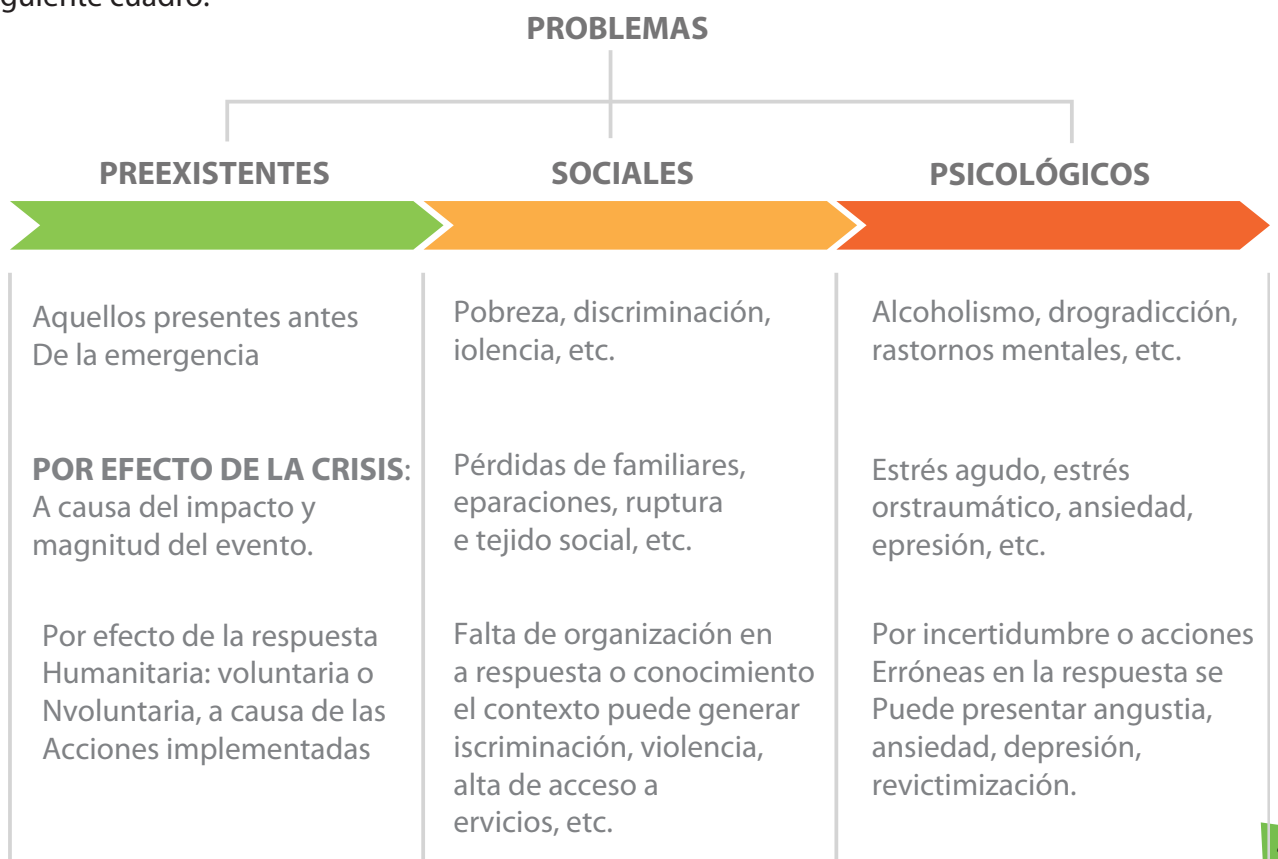 guiente cuadro.
PROBLEMAS
PREEXISTENTES
SOCIALES
PSICOLÓGICOS
Aquellos presentes antes
De la emergencia
Pobreza, discriminación,
iolencia, etc.
Alcoholismo, drogradicción,
rastornos mentales, etc.
POR EFECTO DE LA CRISIS:
A causa del impacto y
magnitud del evento.
Pérdidas de familiares,
eparaciones, ruptura
e tejido social, etc.
Estrés agudo, estrés
orstraumático, ansiedad,
epresión, etc.
Por efecto de la respuesta
Humanitaria: voluntaria o
Nvoluntaria, a causa de las
Acciones implementadas
Falta de organización en
a respuesta o conocimiento
el contexto puede generar
iscriminación, violencia,
alta de acceso a
ervicios, etc.
Por incertidumbre o acciones
Erróneas en la respuesta se
Puede presentar angustia,
ansiedad, depresión,
revictimización.